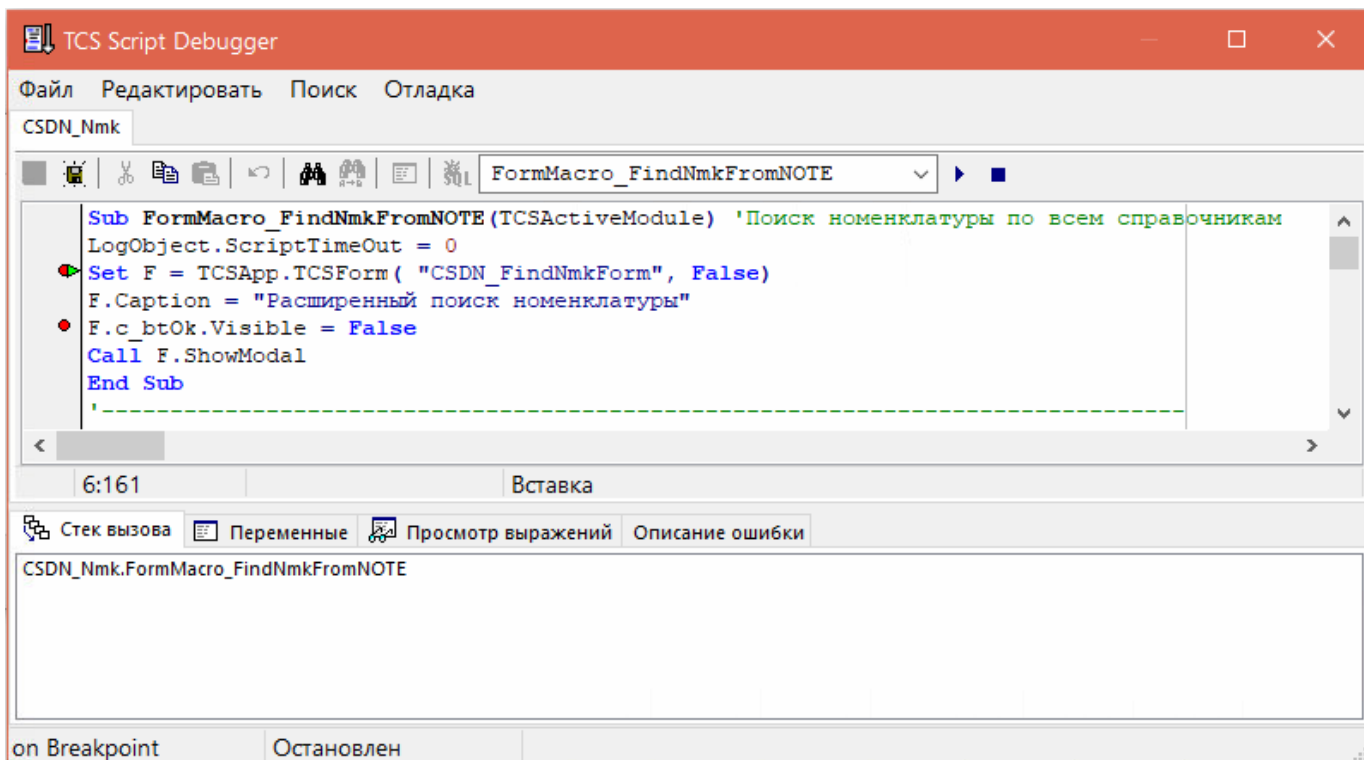 TCS Script Debugger
Файл Редактировать Поиск Отладка
CSDN_Nmk
FormMacro_FindNmkFromNOTE
Sub FormMacro_FindNmkFromNOTE(TCSActiveModule) 'Поиск номенклатуры по всем справочникам
LogObject.ScriptTimeOut = 0
Set F = TCSApp.TCSForm( "CSDN_FindNmkForm", False)
F.Caption = "Расширенный поиск номенклатуры"
F.c_btOk.Visible = False
Call F.ShowModal
End Sub
'--------------------------------------------------------------------------------
6:161 Вставка
Стек вызова Переменные Просмотр выражений Описание ошибки
CSDN_Nmk.FormMacro_FindNmkFromNOTE
on Breakpoint Остановлен